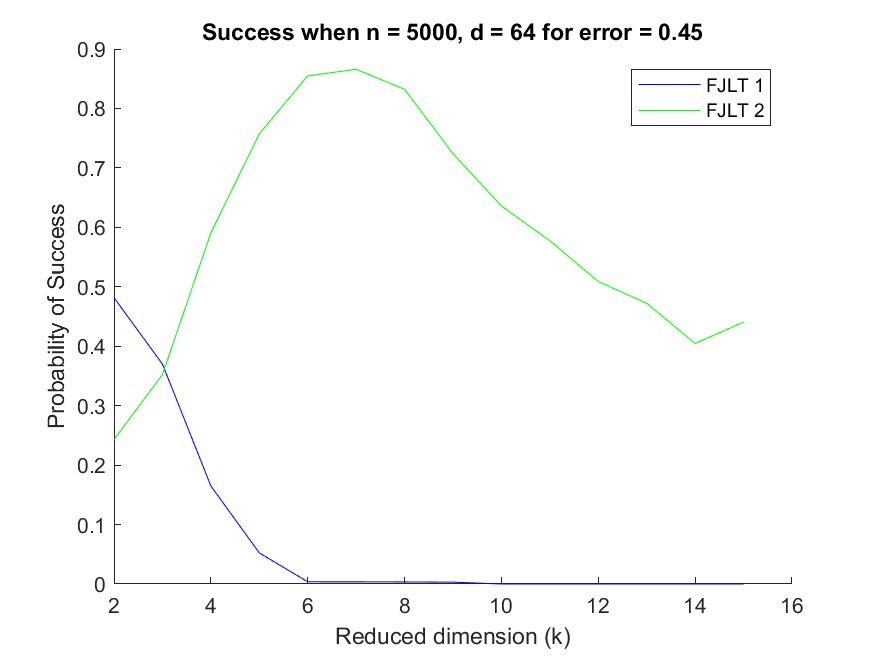 Success when n = 5000, d = 64 for error = 0.45
FJLT 1
FJLT 2
0.9
0.8
0.7
0.6
0.5
0.4
0.3
0.2
0.1
0
Probability of Success
2 4 6 8 10 12 14 16
Reduced dimension (k)